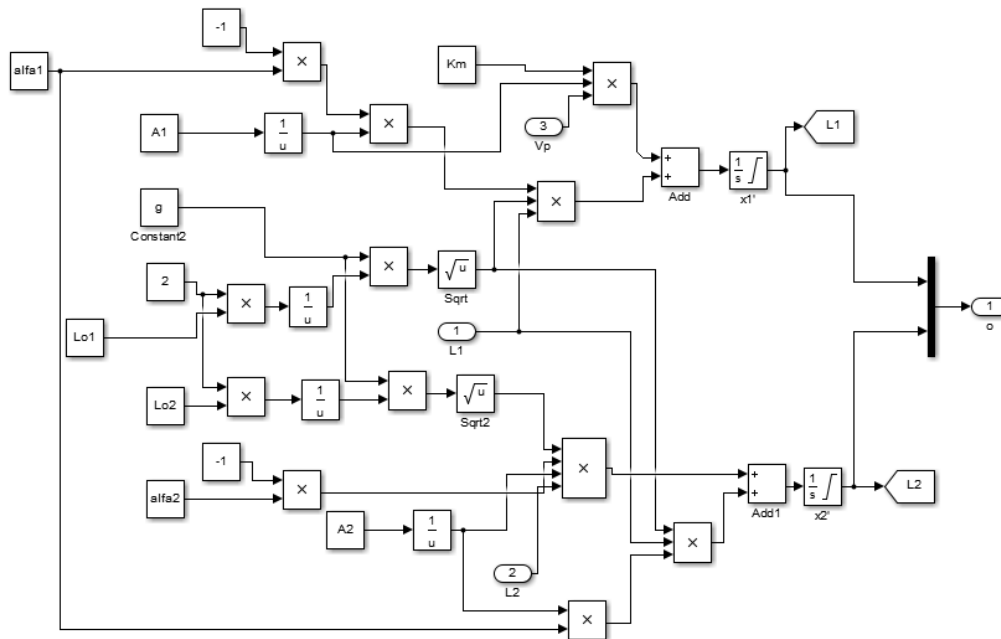 -1
×
alfa1
Km
×
A1
1
u
×
3
Vp
L1
+
+
Add
1
s
x1'
×
g
Constant2
×
√u
Sqrt
2
×
1
u
1
L1
1
o
Lo1
×
1
u
×
√u
Sqrt2
Lo2
-1
×
alfa2
×
+
+
Add1
1
s
x2'
L2
A2
1
u
×
2
L2
×